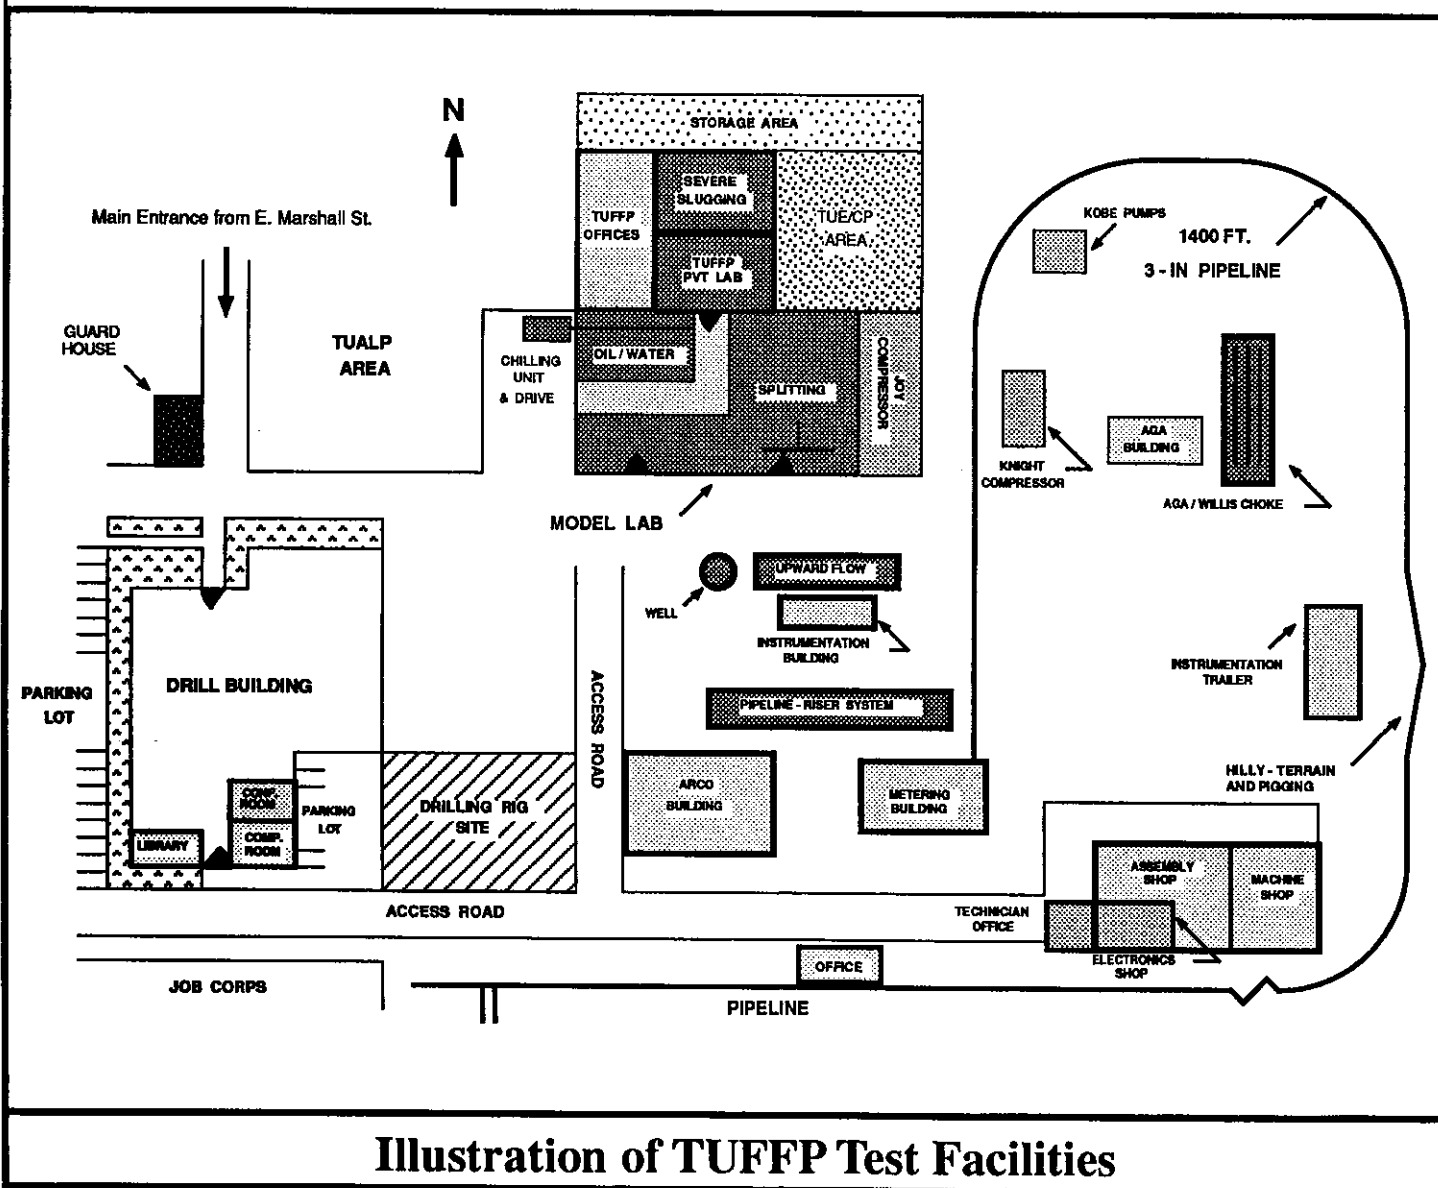 N
STORAGE AREA
SEVERE
SLUGGING
TUFFP
OFFICES
TUE/CP
AREA
TUFFP
PVT LAB
KOBE PUMPS
1400 FT.
3 - IN PIPELINE
Main Entrance from E. Marshall St.
GUARD
HOUSE
TUALP
AREA
CHILLING
UNIT
& DRIVE
OIL / WATER
SPLITTING
JOY
COMPRESSOR
KNIGHT
COMPRESSOR
AGA
BUILDING
AGA / WILLIS CHOKE
MODEL LAB
WELL
UPWARD FLOW
INSTRUMENTATION
BUILDING
INSTRUMENTATION
TRAILER
PARKING
LOT
DRILL BUILDING
ACCESS ROAD
PIPELINE - RISER SYSTEM
HILLY - TERRAIN
AND PIGGING
CONF.
ROOM
COMP.
ROOM
LIBRARY
PARKING
LOT
DRILLING RIG
SITE
ARCO
BUILDING
METERING
BUILDING
ASSEMBLY
SHOP
MACHINE
SHOP
ACCESS ROAD
TECHNICIAN
OFFICE
ELECTRONICS
SHOP
OFFICE
JOB CORPS
PIPELINE
Illustration of TUFFP Test Facilities